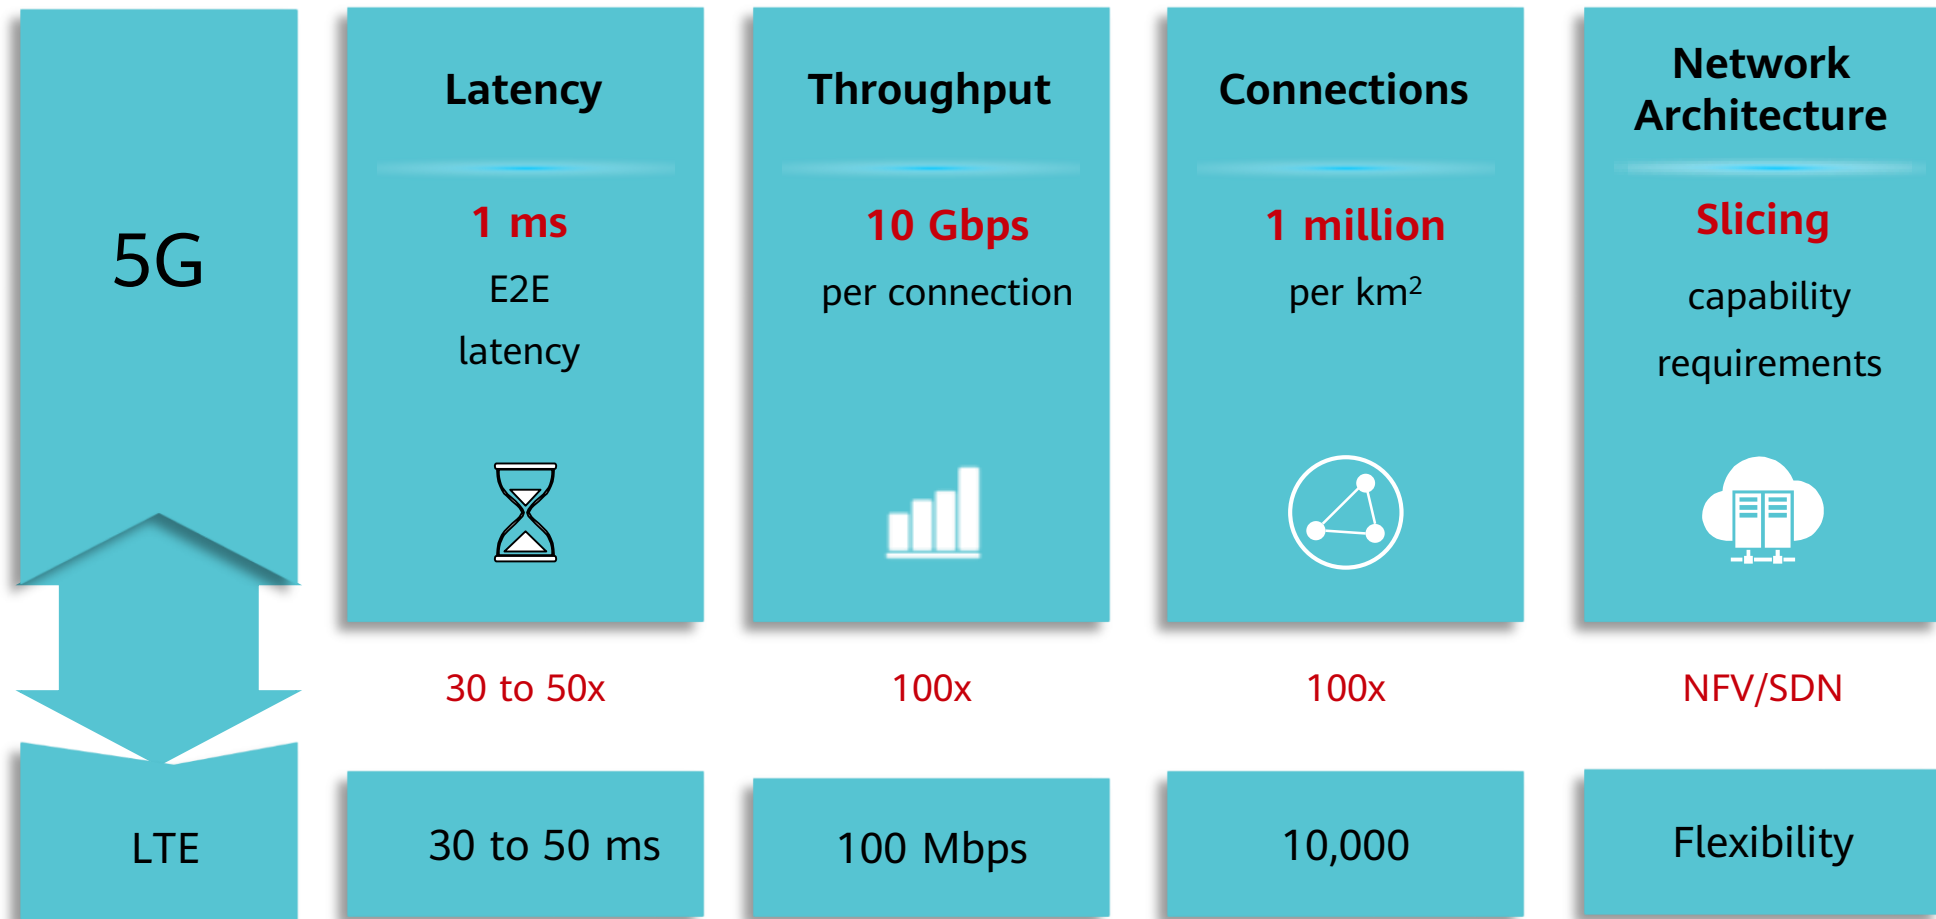 5G
Latency
1 ms
E2E
latency
Throughput
10 Gbps
per connection
Connections
1 million
per km²
Network
Architecture
Slicing
capability
requirements
30 to 50x
100x
100x
NFV/SDN
LTE
30 to 50 ms
100 Mbps
10,000
Flexibility